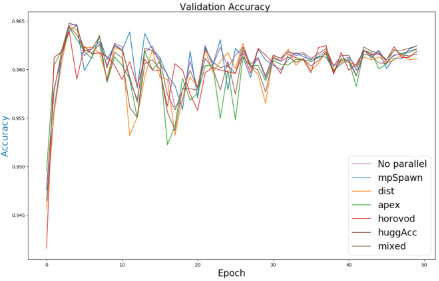 Validation Accuracy
Accuracy
0.965
0.960
0.955
0.950
0.945
No parallel
mpSpawn
dist
apex
horovod
huggAcc
mixed
0 10 20 30 40 50
Epoch